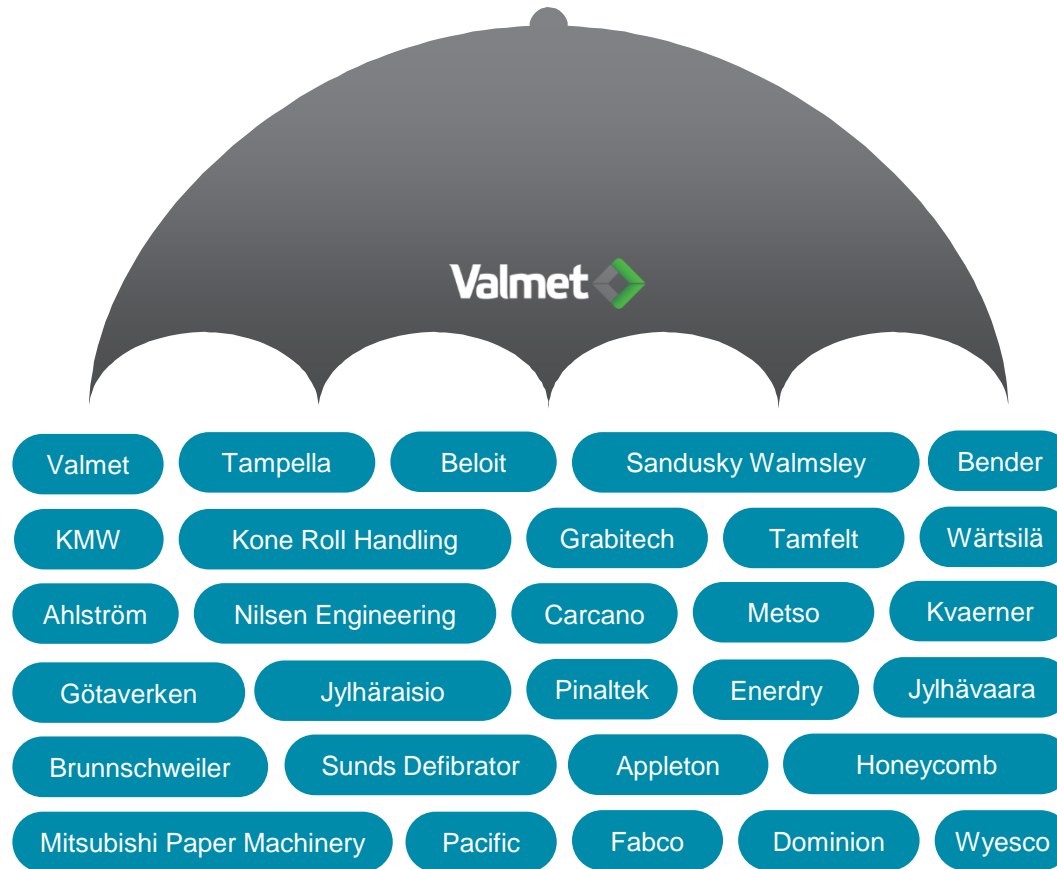 Valmet
Valmet Tampella Beloit Sandusky Walmsley Bender
KMW Kone Roll Handling Grabitech Tamfelt Wärtsilä
Ahlström Nilsen Engineering Carcano Metso Kvaerner
Götaverken Jylhäraisio Pinaltek Enerdry Jylhävaara
Brunnschweiler Sunds Defibrator Appleton Honeycomb
Mitsubishi Paper Machinery Pacific Fabco Dominion Wyesco